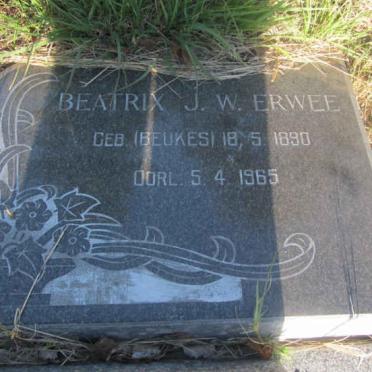 BEATRIX J. W. ERWEE
GEB. (BEUKES) 18. 5. 1890
OORL. 5. 4. 1965